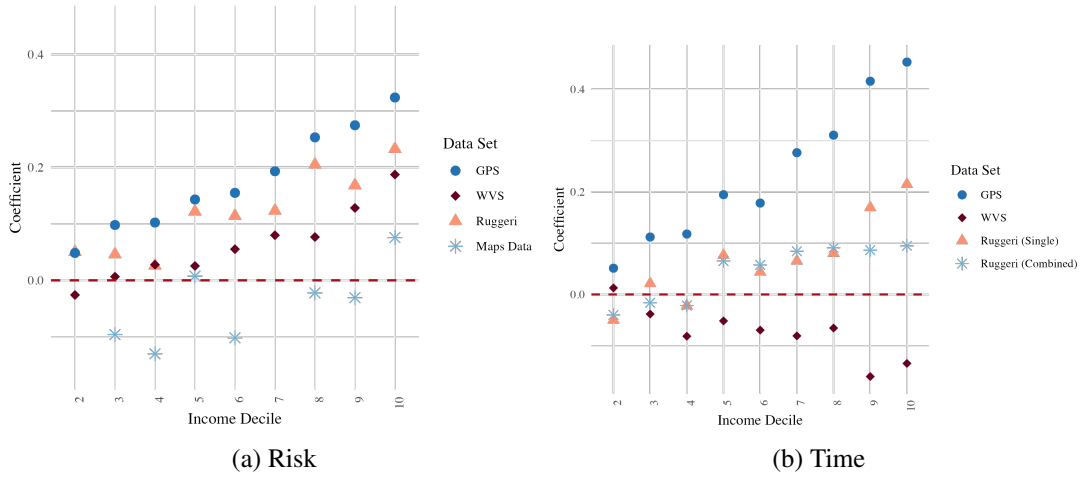 0.4
0.2
0.0
Coefficient
2 3 4 5 6 7 8 9 10
Income Decile
Data Set
GPS
WVS
Ruggeri
Maps Data
(a) Risk
0.4
0.2
0.0
Coefficient
2 3 4 5 6 7 8 9 10
Income Decile
Data Set
GPS
WVS
Ruggeri (Single)
Ruggeri (Combined)
(b) Time